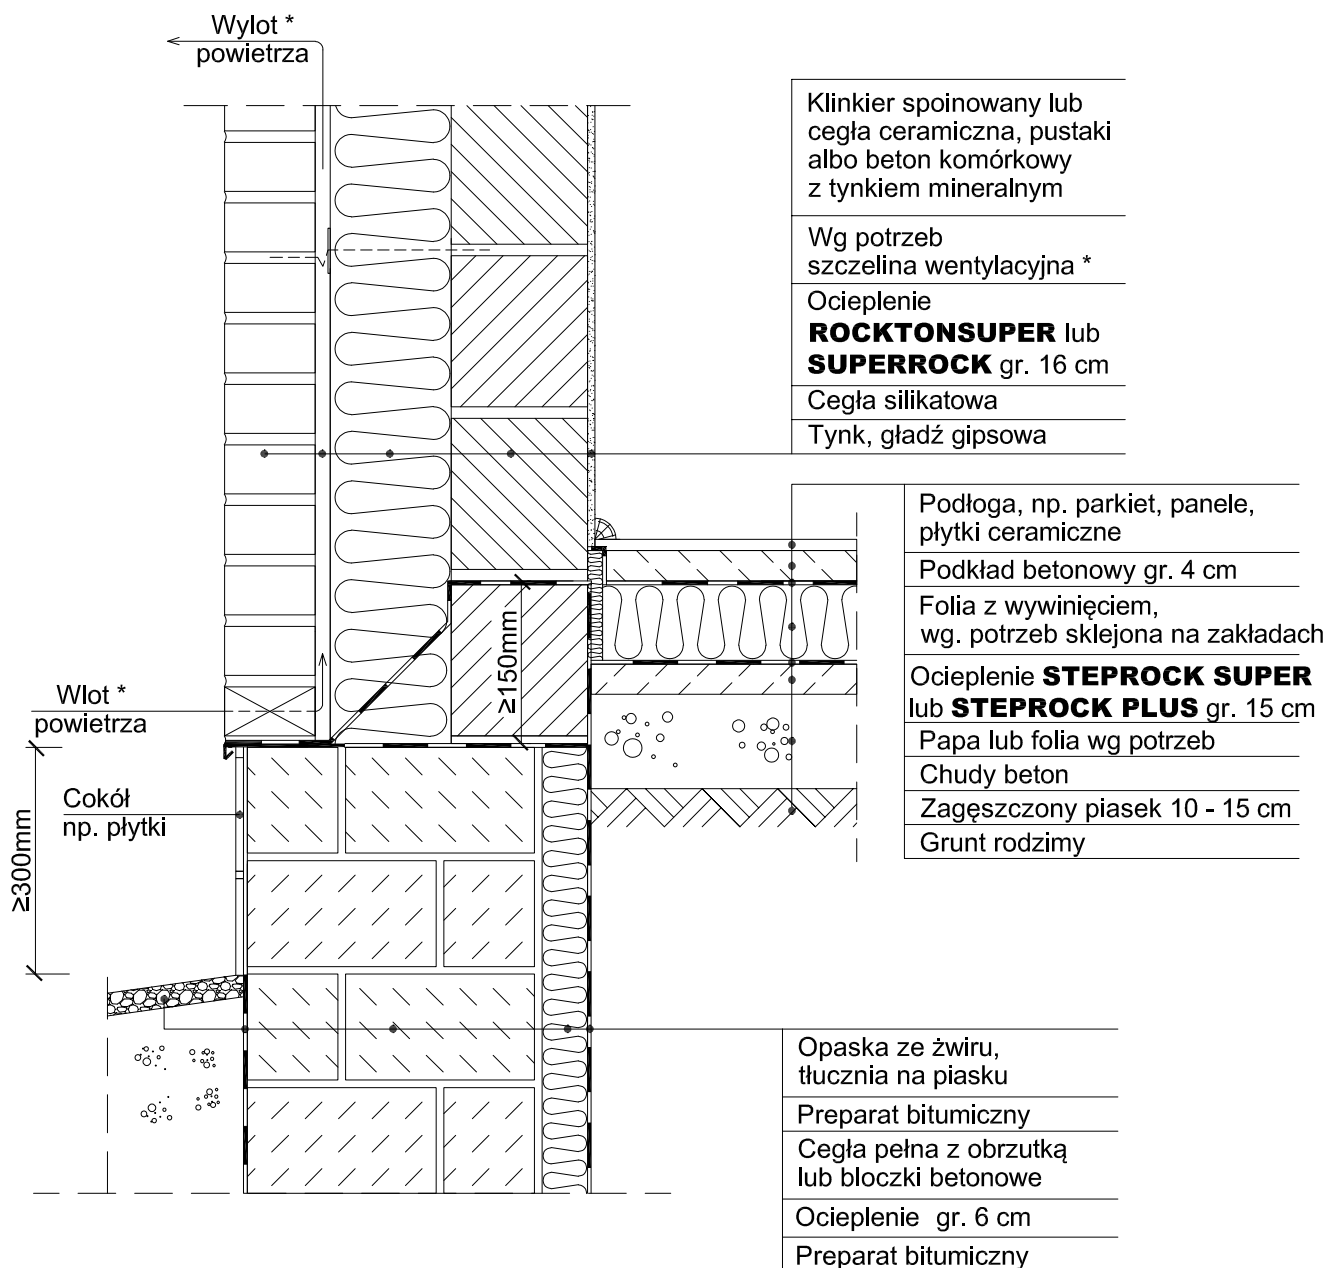 Wylot *
powietrza
Klinkier spoinowany lub
cegła ceramiczna, pustaki
albo beton komórkowy
z tynkiem mineralnym
Wg potrzeb
szczelina wentylacyjna *
Ocieplenie
ROCKTONSUPER lub
SUPERROCK gr. 16 cm
Cegła silikatowa
Tynk, gładź gipsowa
Podłoga, np. parkiet, panele,
płytki ceramiczne
Podkład betonowy gr. 4 cm
Folia z wywinięciem,
wg. potrzeb sklejona na zakładach
Ocieplenie STEPROCK SUPER
lub STEPROCK PLUS gr. 15 cm
Papa lub folia wg potrzeb
Chudy beton
Zagęszczony piasek 10 - 15 cm
Grunt rodzimy
≥150mm
Wlot *
powietrza
Cokół
np. płytki
≥300mm
Opaska ze żwiru,
tłucznia na piasku
Preparat bitumiczny
Cegła pełna z obrzutką
lub bloczki betonowe
Ocieplenie gr. 6 cm
Preparat bitumiczny